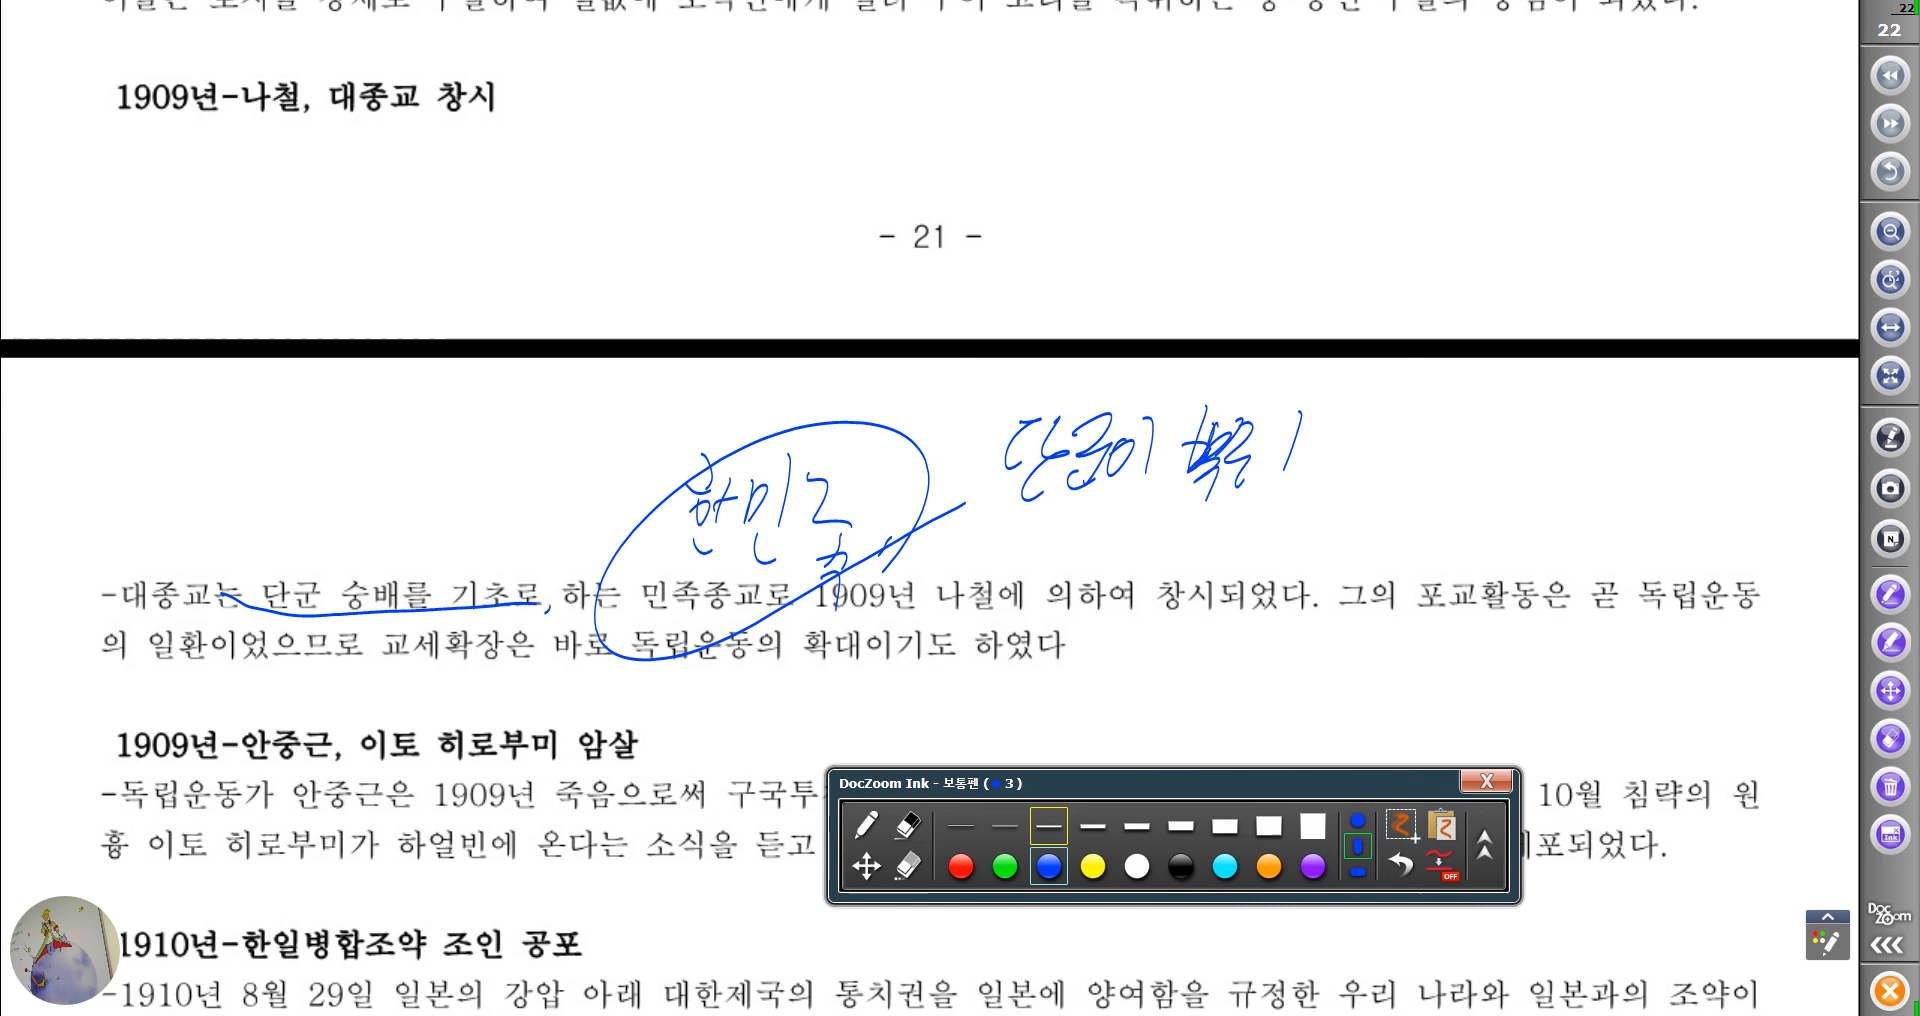 22
22
1909년-나철, 대종교 창시
- 21 -
단군이
한민족
-대종교는 단군 숭배를 기초로 하는 민족종교로 1909년 나철에 의하여 창시되었다. 그의 포교활동은 곧 독립운동
의 일환이었으므로 교세확장은 바로 독립운동의 확대이기도 하였다
1909년-안중근, 이토 히로부미 암살
-독립운동가 안중근은 1909년 죽음으로써 구국투 10월 침략의 원
흉 이토 히로부미가 하얼빈에 온다는 소식을 듣고 체포되었다.
DocZoom Ink - 보통펜 ( 3 )
X
OFF
1910년-한일병합조약 조인 공포
-1910년 8월 29일 일본의 강압 아래 대한제국의 통치권을 일본에 양여함을 규정한 우리 나라와 일본과의 조약이
N
Ink
Doc Zoom